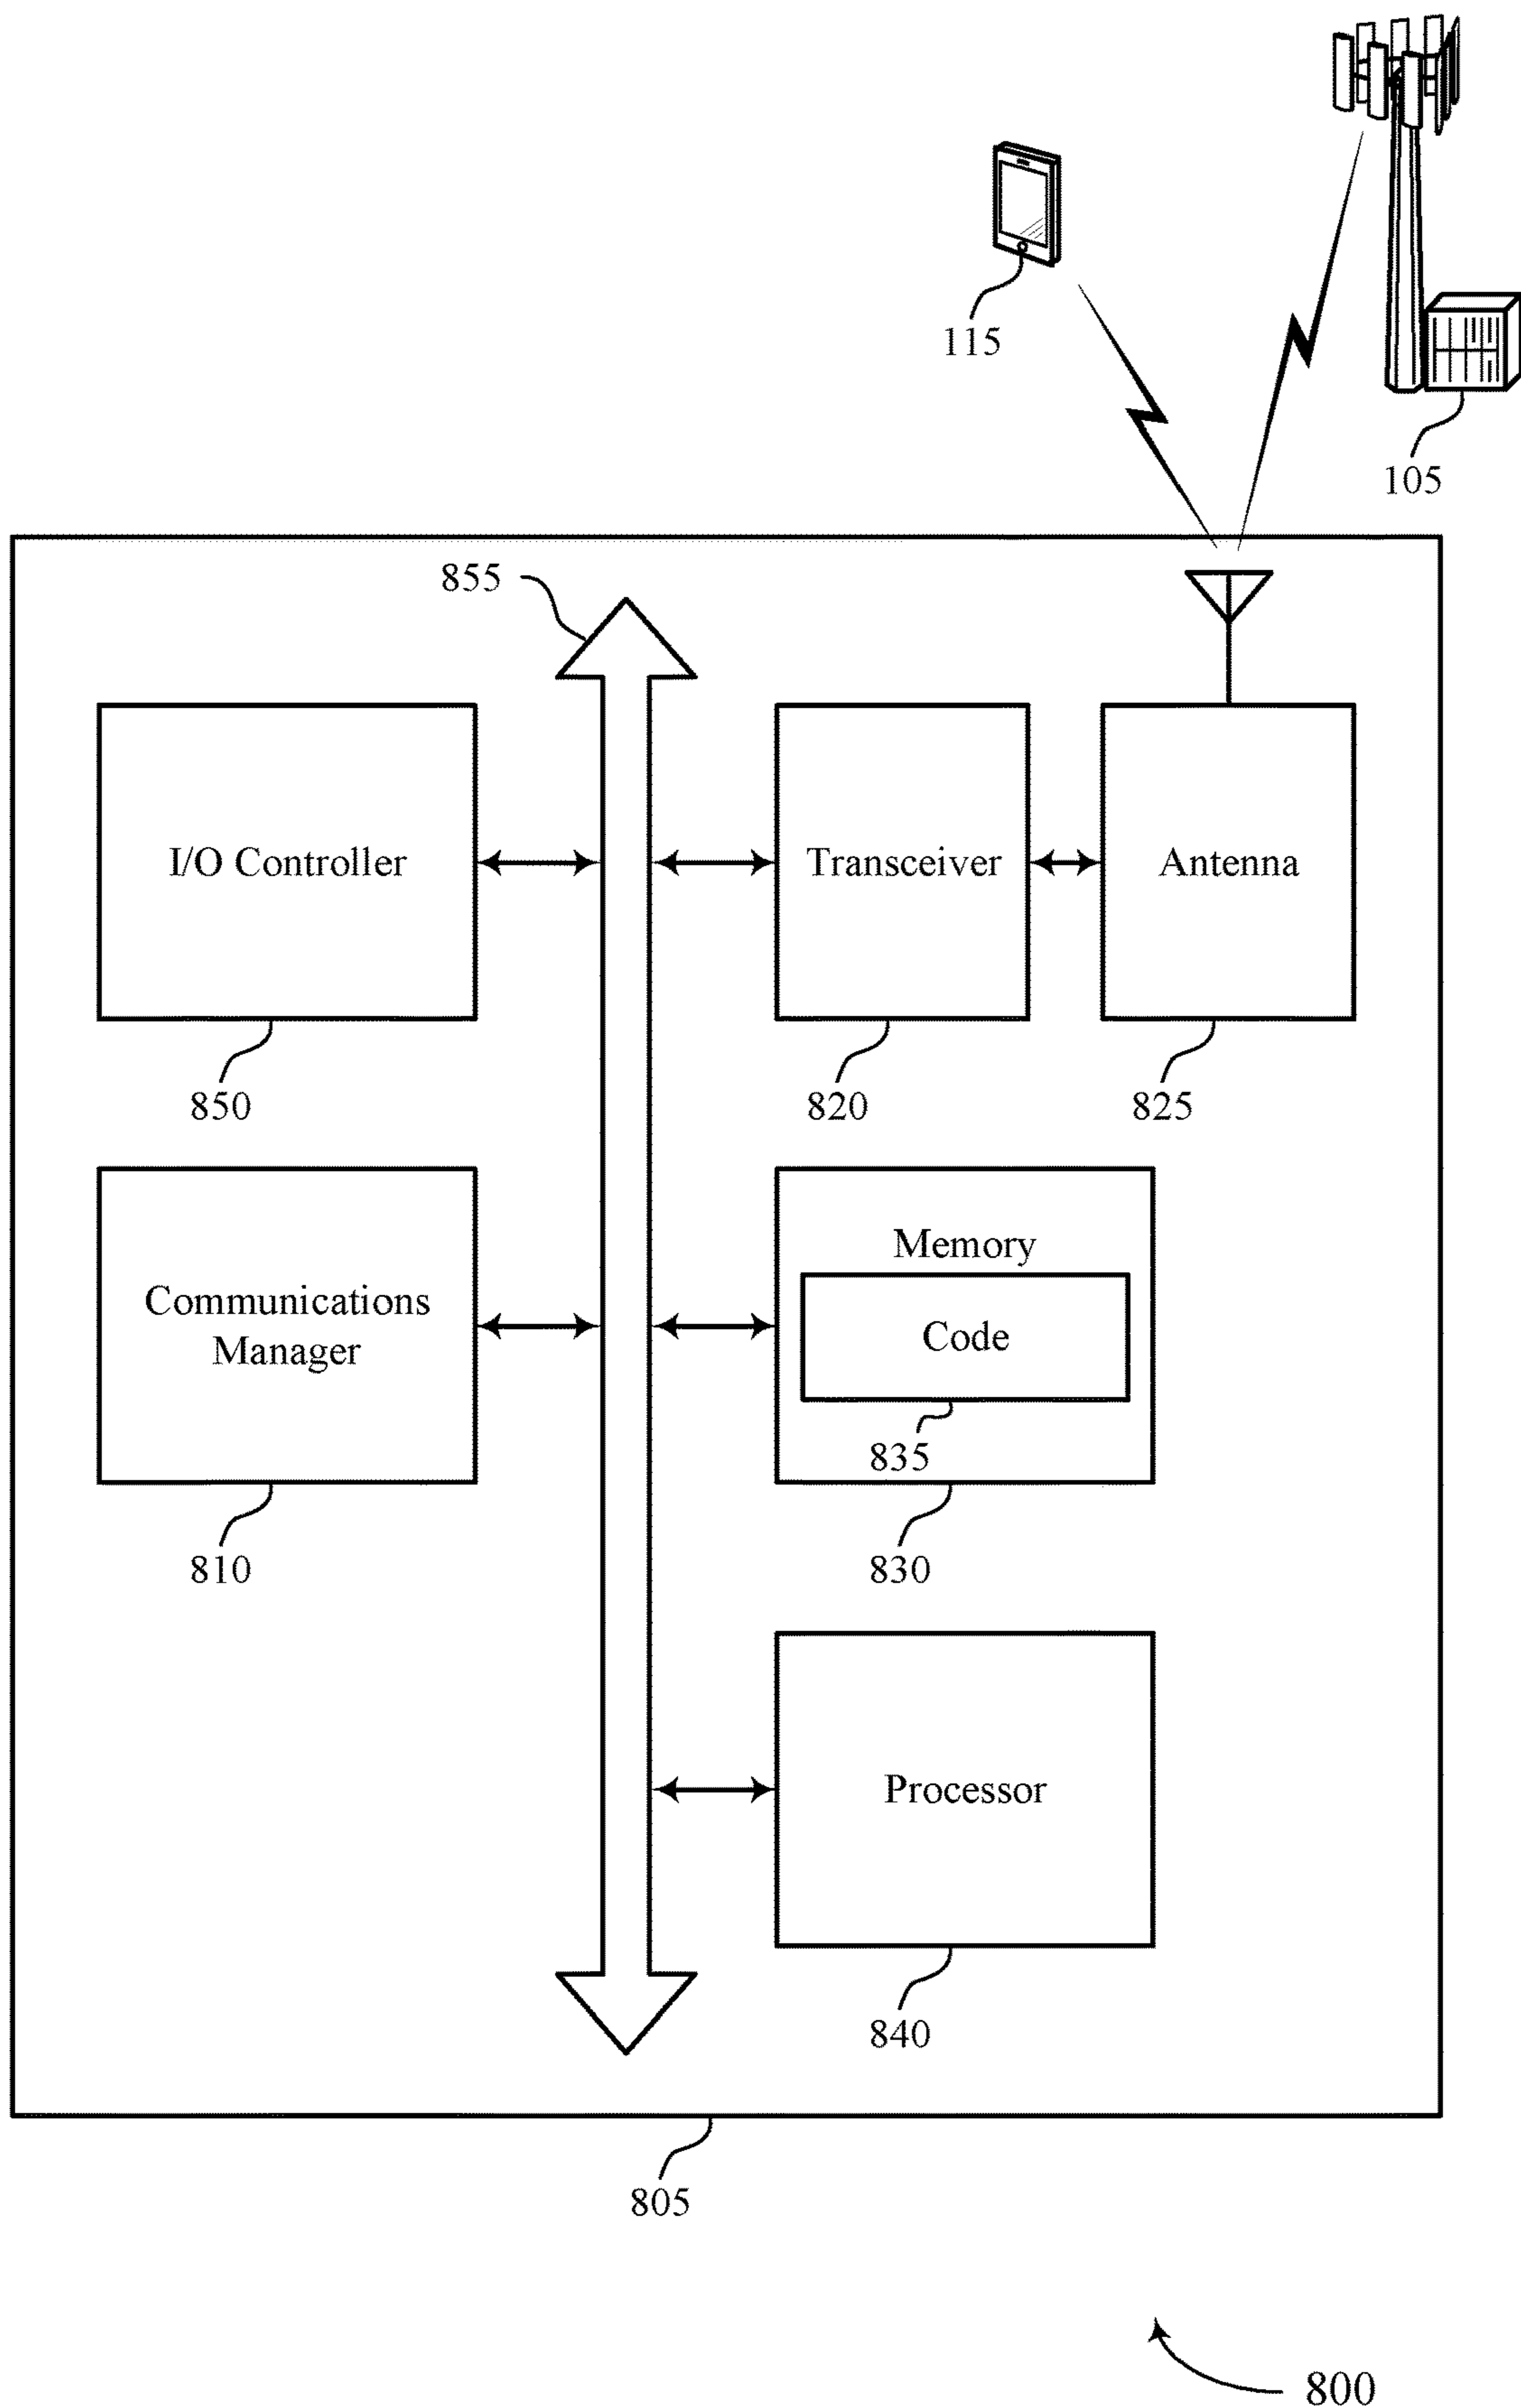 115
105
855
I/O Controller
Transceiver
Antenna
850
820
825
Communications
Manager
Memory
Code
835
810
830
Processor
840
805
800